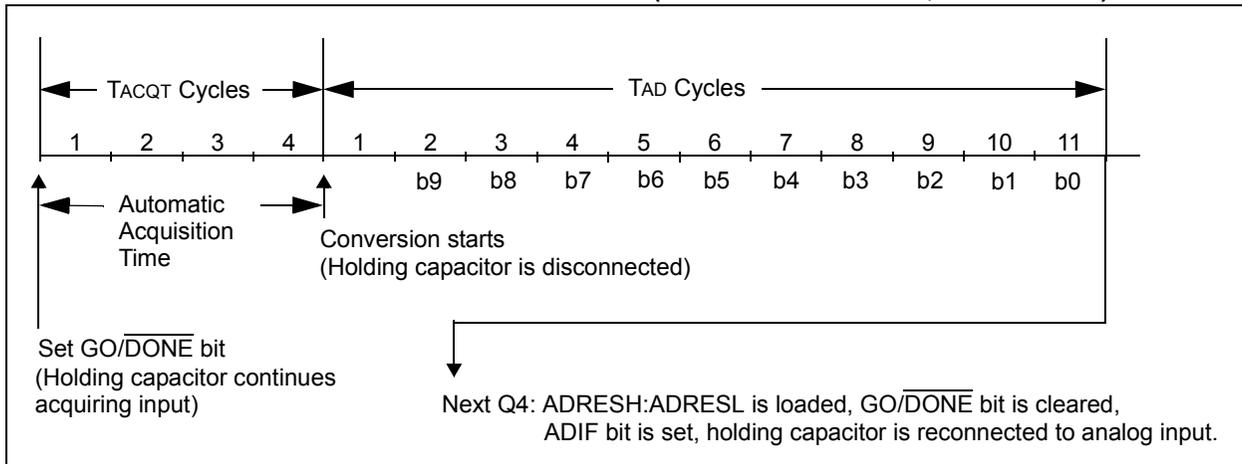 TACQT Cycles
TAD Cycles
1 2 3 4 1 2 3 4 5 6 7 8 9 10 11
b9 b8 b7 b6 b5 b4 b3 b2 b1 b0
Automatic
Acquisition
Time
Conversion starts
(Holding capacitor is disconnected)
Set GO/DONE bit
(Holding capacitor continues
acquiring input)
Next Q4: ADRESH:ADRESL is loaded, GO/DONE bit is cleared,
ADIF bit is set, holding capacitor is reconnected to analog input.